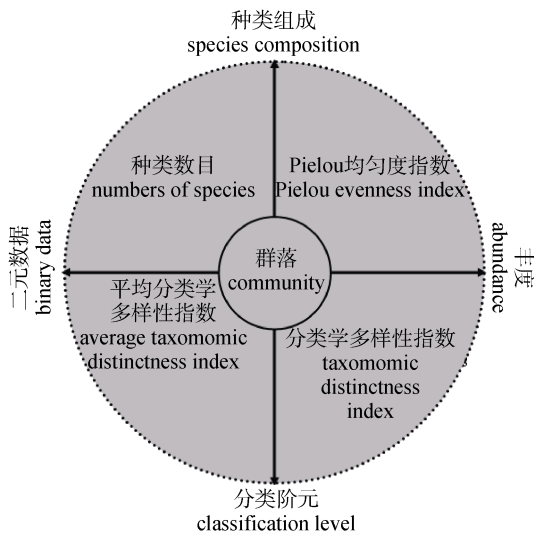 种类组成
species composition
种类数目
numbers of species
Pielou均匀度指数
Pielou evenness index
二元数据
binary data
群落
community
丰度
abundance
平均分类学
多样性指数
average taxomomic
distinctness index
分类学多样性指数
taxomomic
distinctness
index
分类阶元
classification level